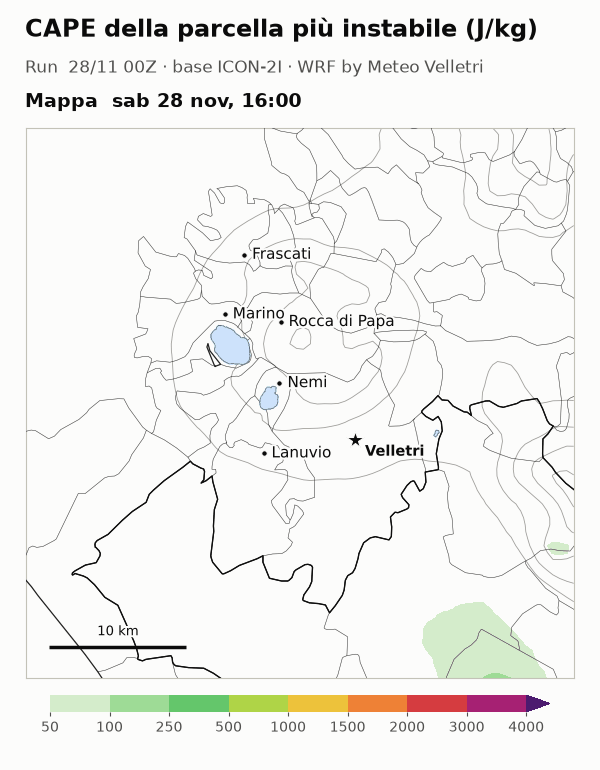 CAPE della parcella più instabile (J/kg)
Run  28/11 00Z · base ICON-2I · WRF by Meteo Velletri
Mappa  sab 28 nov, 16:00
Frascati
Marino
Rocca di Papa
Nemi
Velletri
Lanuvio
10 km
50 100 250 500 1000 1500 2000 3000 4000